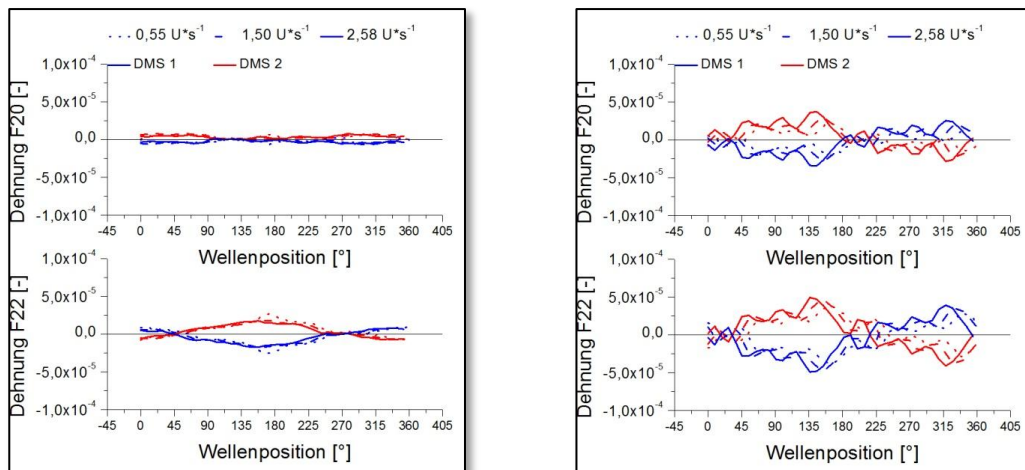 0,55 U*s-1 1,50 U*s-1 2,58 U*s-1
DMS 1 DMS 2
Dehnung F20 [-]
1,0x10-4
5,0x10-5
0,0
-5,0x10-5
-1,0x10-4
-45 0 45 90 135 180 225 270 315 360 405
Wellenposition [°]
Dehnung F22 [-]
1,0x10-4
5,0x10-5
0,0
-5,0x10-5
-1,0x10-4
-45 0 45 90 135 180 225 270 315 360 405
Wellenposition [°]
0,55 U*s-1 1,50 U*s-1 2,58 U*s-1
DMS 1 DMS 2
Dehnung F20 [-]
1,0x10-4
5,0x10-5
0,0
-5,0x10-5
-1,0x10-4
-45 0 45 90 135 180 225 270 315 360 405
Wellenposition [°]
Dehnung F22 [-]
1,0x10-4
5,0x10-5
0,0
-5,0x10-5
-1,0x10-4
-45 0 45 90 135 180 225 270 315 360 405
Wellenposition [°]